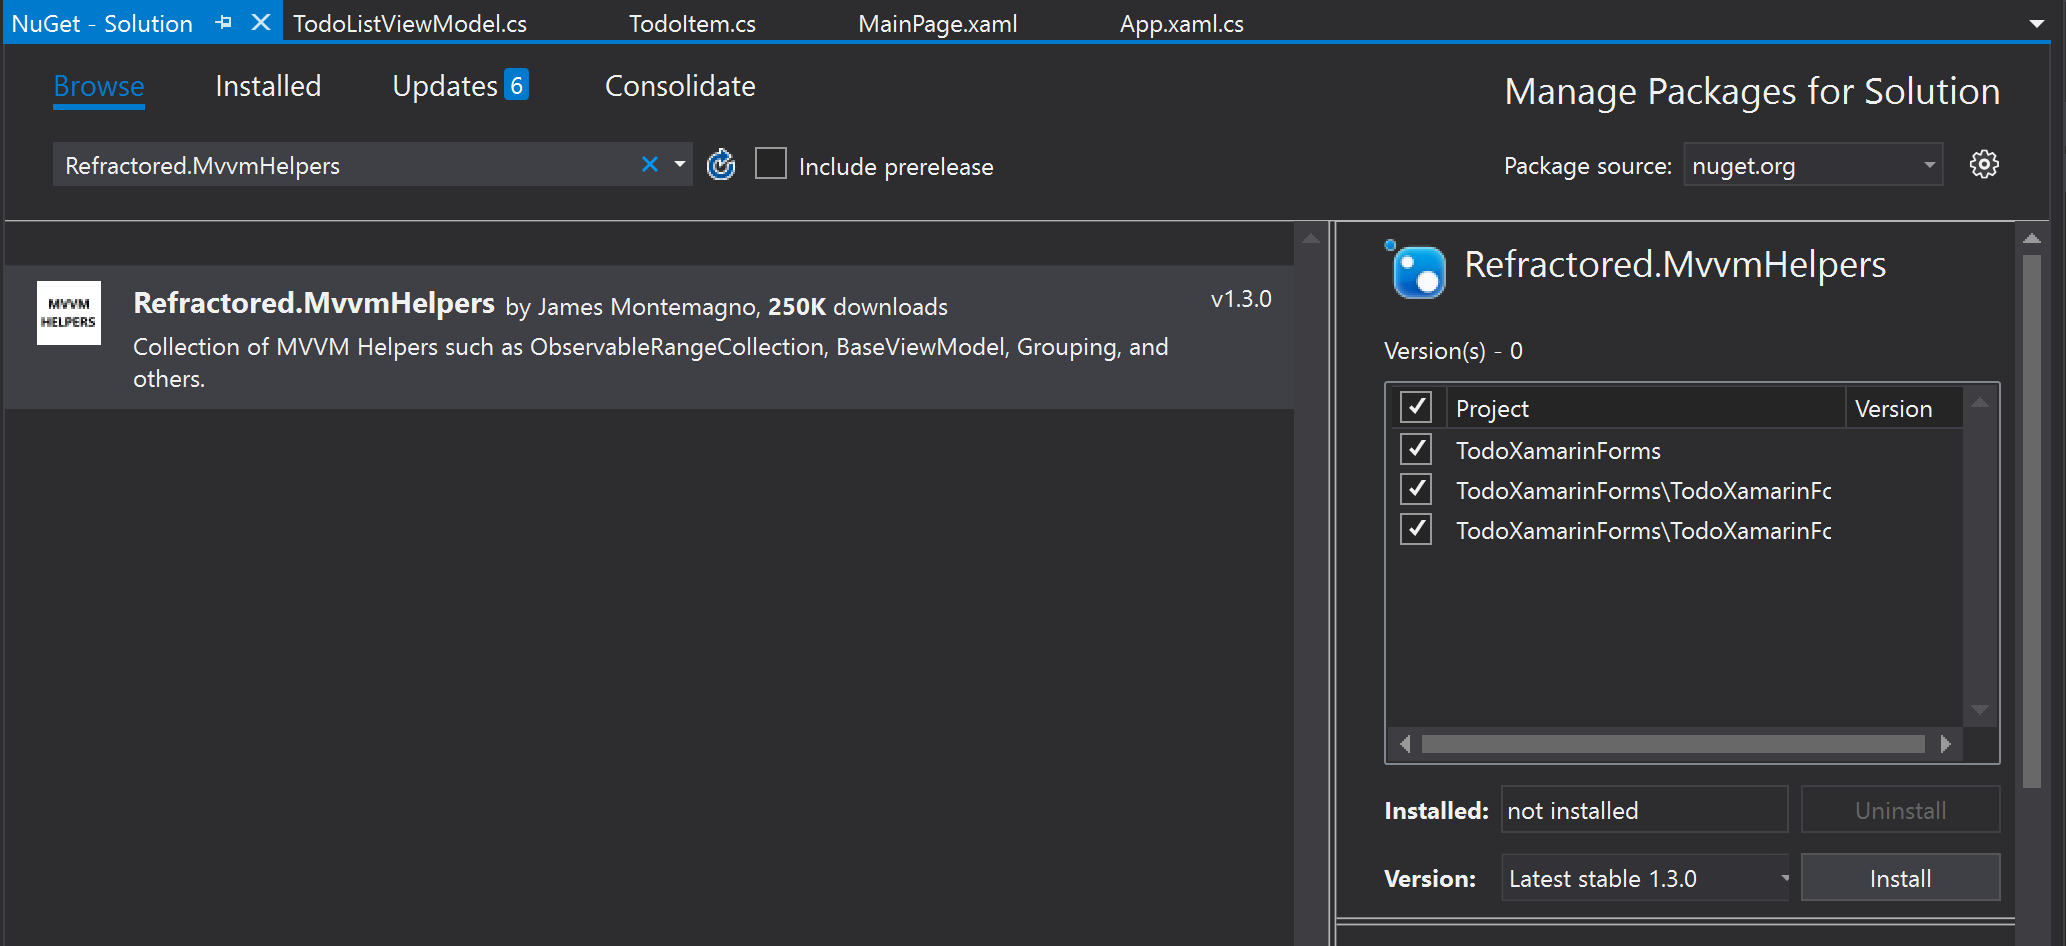 NuGet - Solution TodoListViewModel.cs TodoItem.cs MainPage.xaml App.xaml.cs
Browse Installed Updates 6 Consolidate
Manage Packages for Solution
Refractored.MvvmHelpers Include prerelease
Package source: nuget.org
MVVM
HELPERS
Refractored.MvvmHelpers by James Montemagno, 250K downloads v1.3.0
Collection of MVVM Helpers such as ObservableRangeCollection, BaseViewModel, Grouping, and
others.
Refractored.MvvmHelpers
Version(s) - 0
Project Version
TodoXamarinForms
TodoXamarinForms\TodoXamarinFc
TodoXamarinForms\TodoXamarinFc
Installed: not installed Uninstall
Version: Latest stable 1.3.0 Install